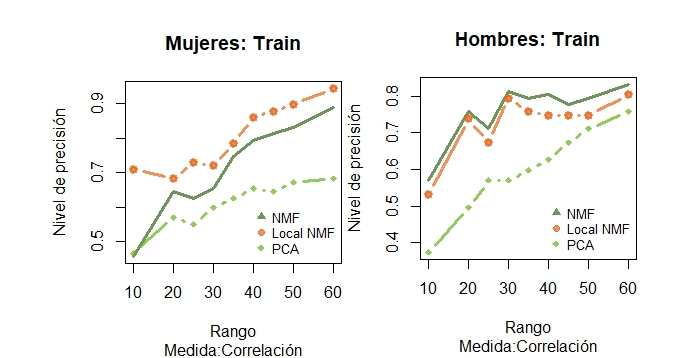 Mujeres: Train
Nivel de precisión
0.5 0.7 0.9
NMF
Local NMF
PCA
10 20 30 40 50 60
Rango
Medida:Correlación
Hombres: Train
Nivel de precisión
0.4 0.5 0.6 0.7 0.8
NMF
Local NMF
PCA
10 20 30 40 50 60
Rango
Medida:Correlación